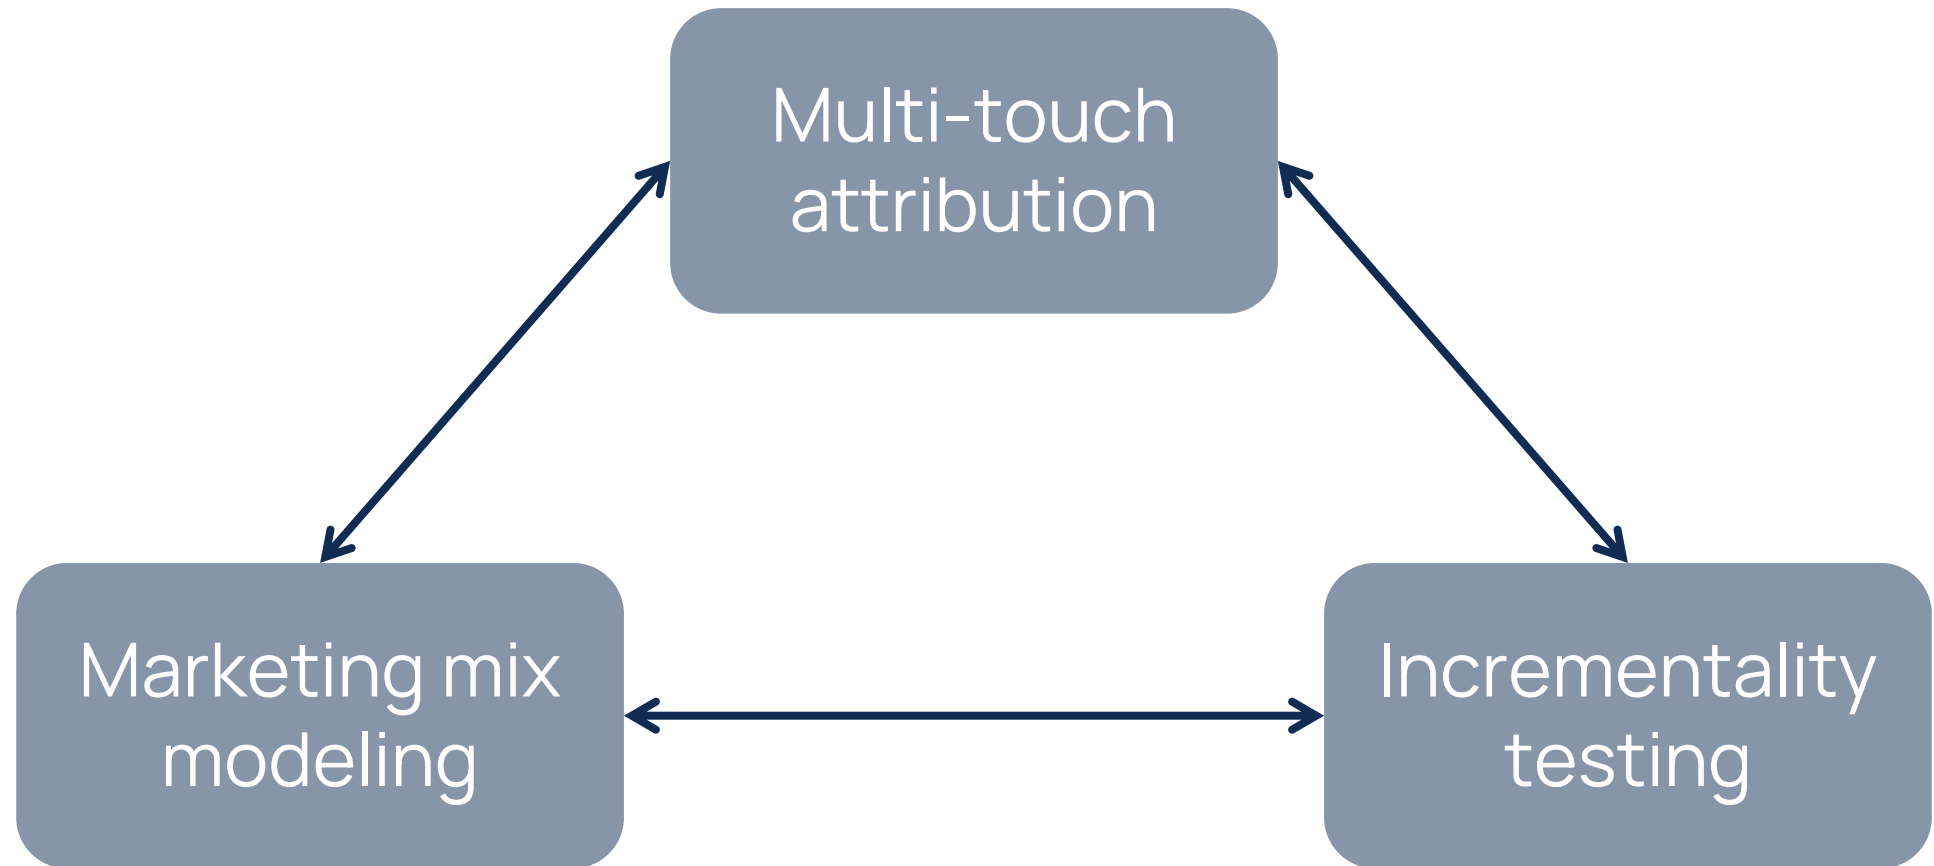 Multi-touch
attribution
Marketing mix
modeling
Incrementality
testing